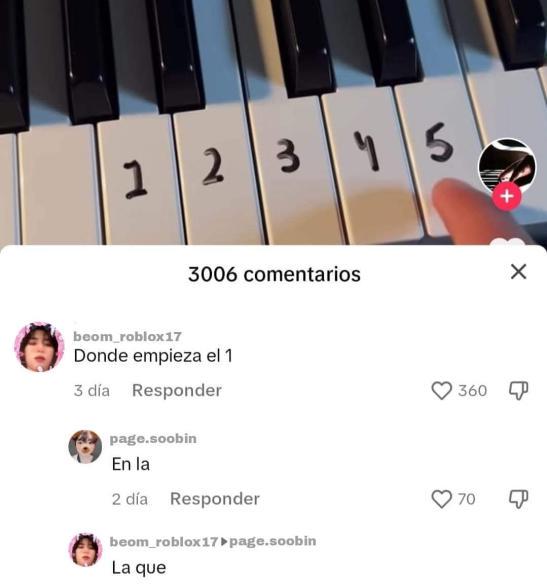 1 2 3 4 5
3006 comentarios
beom_roblox17
Donde empieza el 1
3 día Responder 360
page.soobin
En la
2 día Responder 70
beom_roblox17▶page.soobin
La que